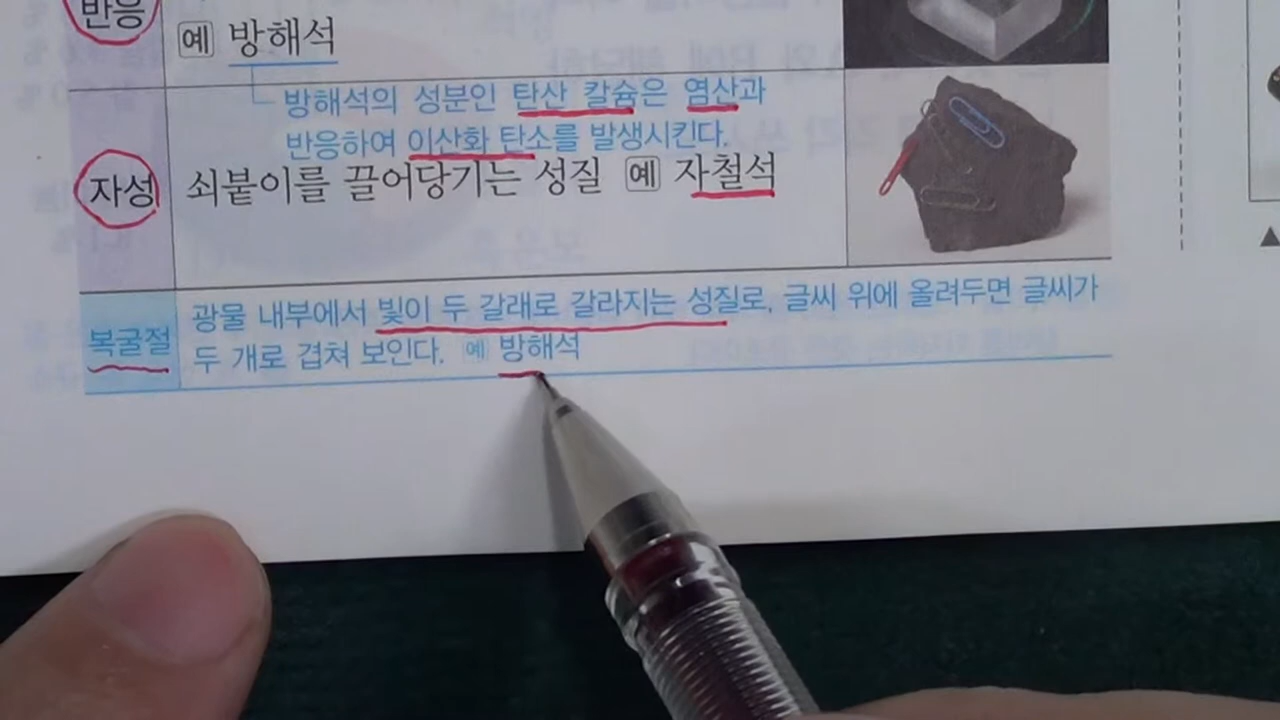 반응
예 방해석
방해석의 성분인 탄산 칼슘은 염산과
반응하여 이산화 탄소를 발생시킨다.
자성
쇠붙이를 끌어당기는 성질 예 자철석
복굴절
광물 내부에서 빛이 두 갈래로 갈라지는 성질로, 글씨 위에 올려두면 글씨가
두 개로 겹쳐 보인다. 예 방해석